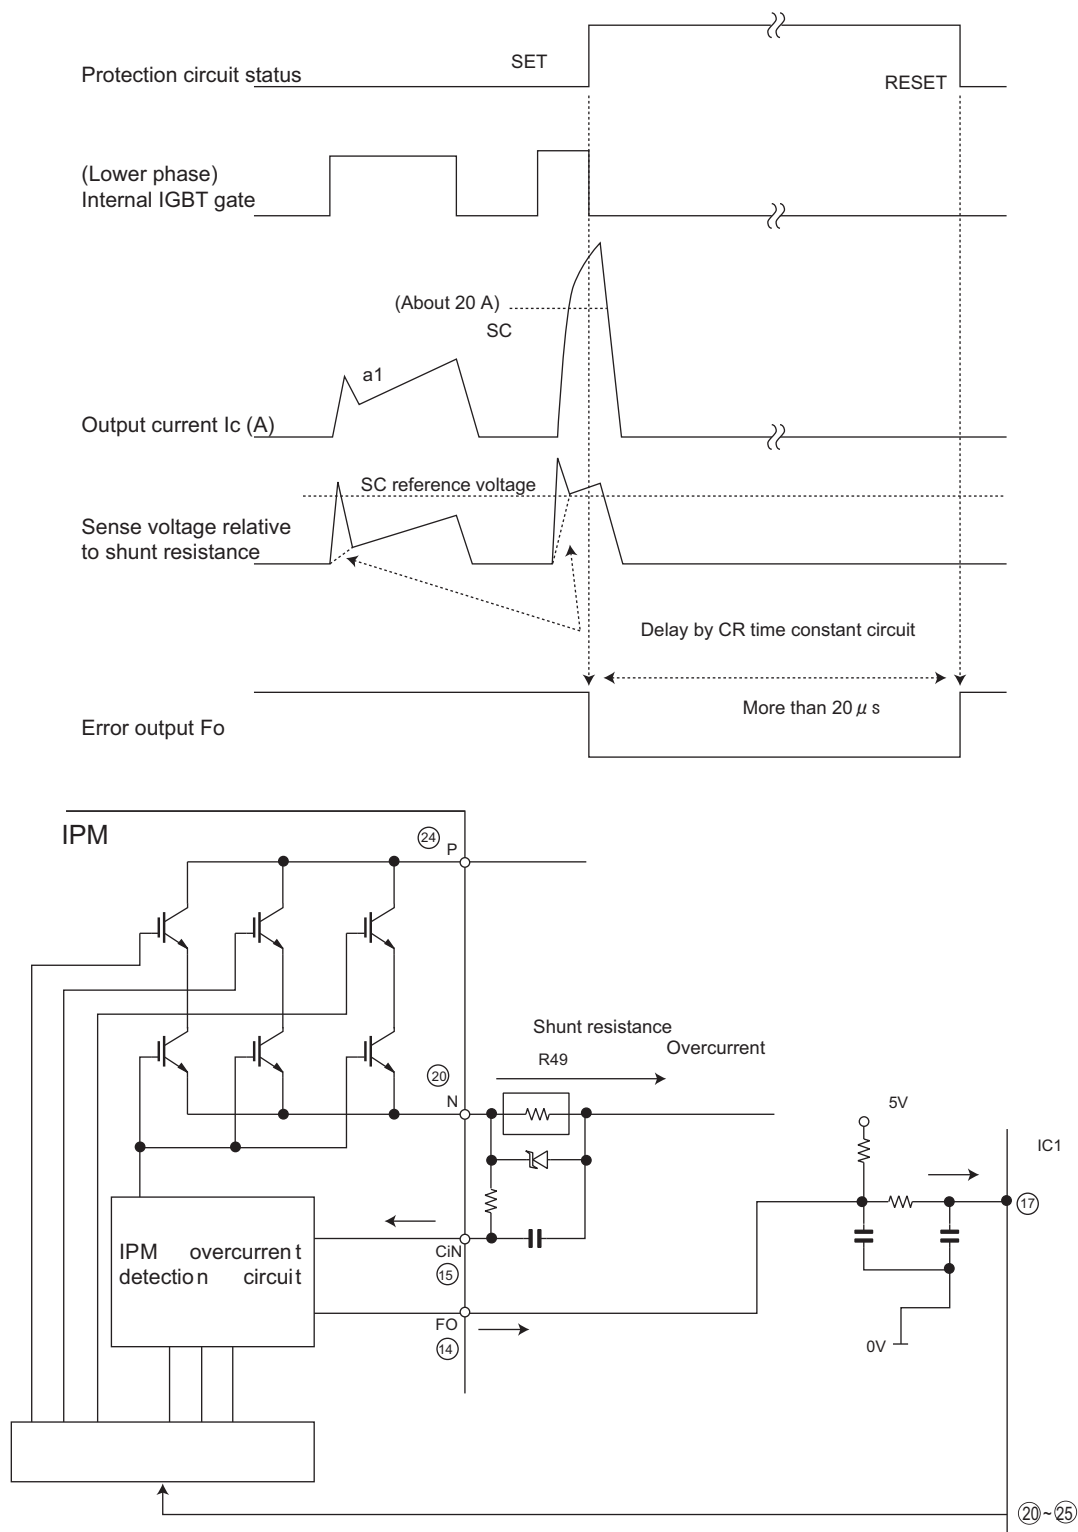 SET
Protection circuit status
RESET
(Lower phase)
Internal IGBT gate
(About 20 A)
SC
a1
Output current Ic (A)
SC reference voltage
Sense voltage relative
to shunt resistance
Delay by CR time constant circuit
More than 20 μ s
Error output Fo
IPM
24
P
Shunt resistance
Overcurrent
R49
20
N
5V
IC1
17
IPM overcurrent
detection circuit
CiN
15
FO
14
0V
20~25